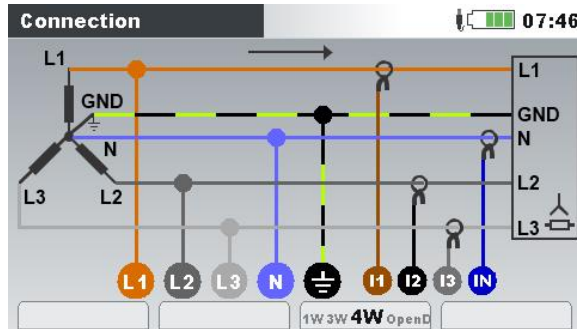 Connection 07:46
L1 L1
GND GND
N N
L3 L2 L2
L3
L1 L2 L3 N I1 I2 I3 IN
1W 3W 4W OpenD